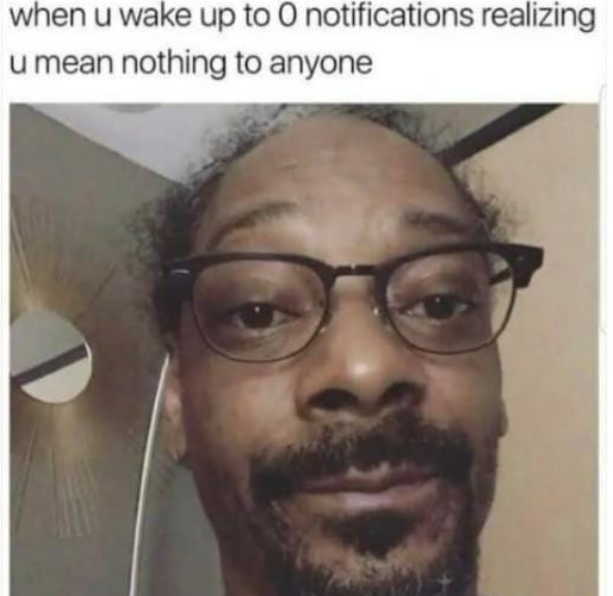 when u wake up to 0 notifications realizing
u mean nothing to anyone